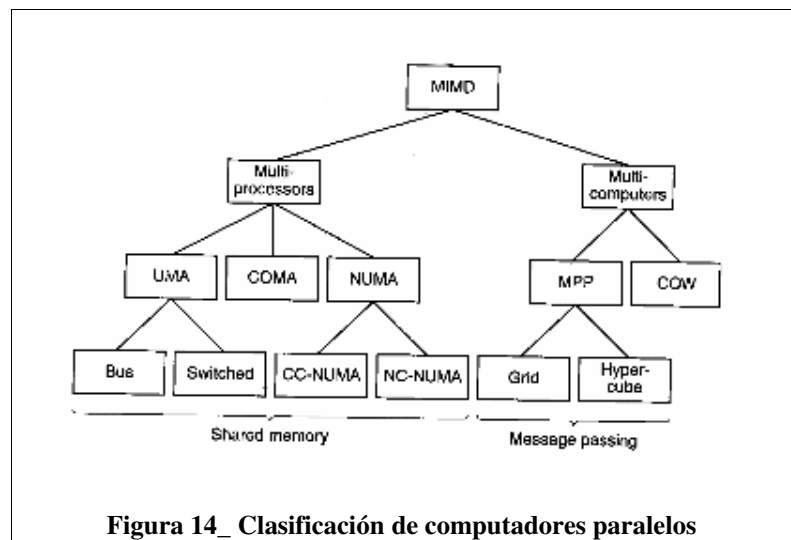 MIMD
Multi-
processors
Multi-
computers
UMA
COMA
NUMA
MPP
COW
Bus
Switched
CC-NUMA
NC-NUMA
Grid
Hyper-
cube
Shared memory
Message passing
Figura 14_ Clasificación de computadores paralelos